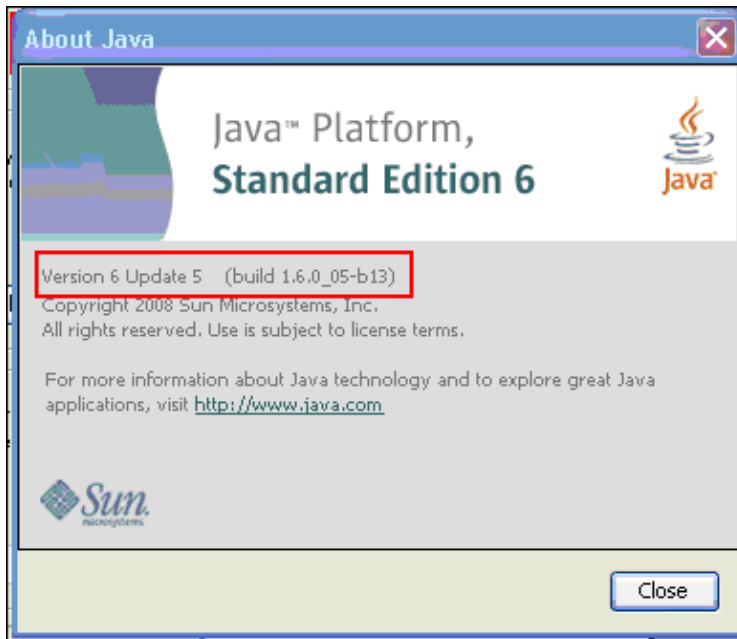 About Java
Java™ Platform,
Standard Edition 6
Java
Version 6 Update 5 (build 1.6.0_05-b13)
Copyright 2008 Sun Microsystems, Inc.
All rights reserved. Use is subject to license terms.
For more information about Java technology and to explore great Java
applications, visit http://www.java.com
Sun
microsystems
Close